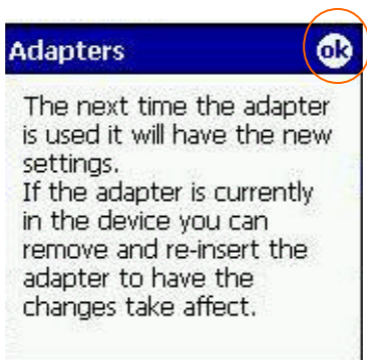 Adapters ok
The next time the adapter
is used it will have the new
settings.
If the adapter is currently
in the device you can
remove and re-insert the
adapter to have the
changes take affect.